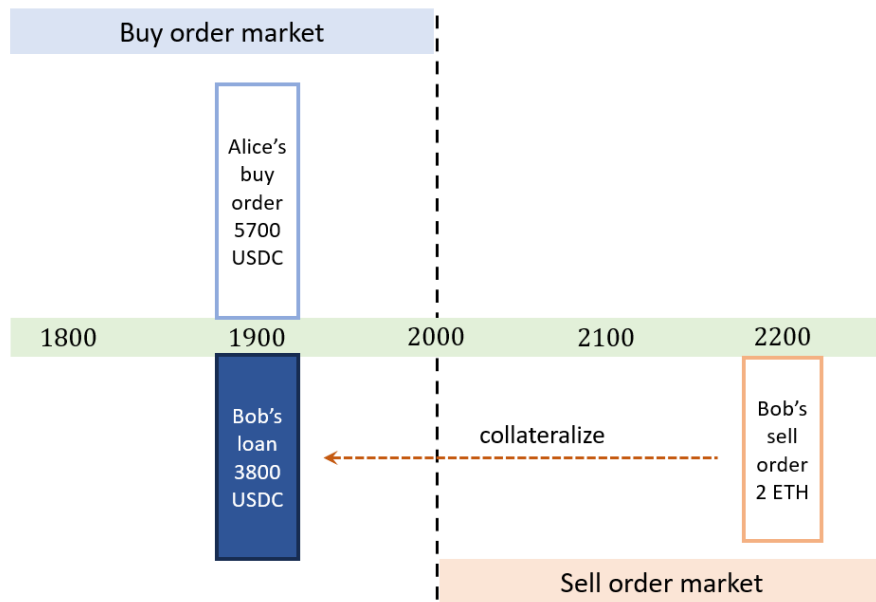 Buy order market
Alice’s
buy
order
5700
USDC
1800 1900 2000 2100 2200
Bob’s
loan
3800
USDC
collateralize
Bob’s
sell
order
2 ETH
Sell order market